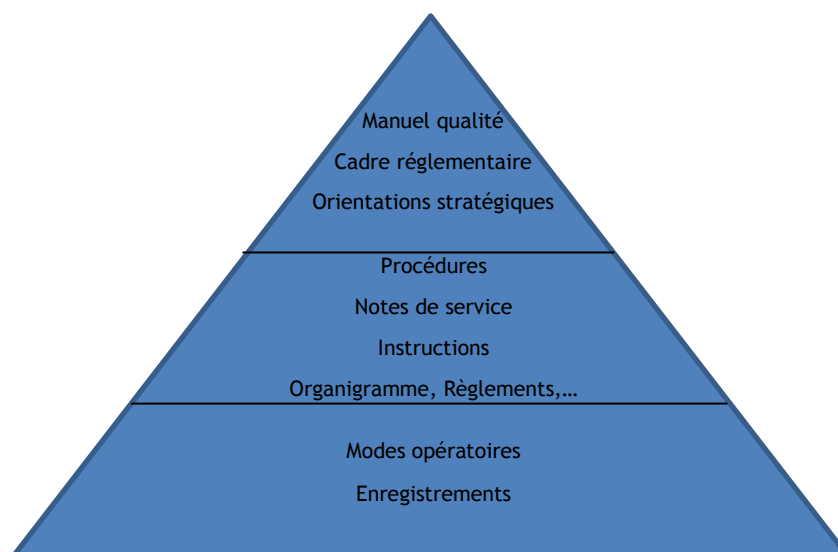 Manuel qualité
Cadre réglementaire
Orientations stratégiques
Procédures
Notes de service
Instructions
Organigramme, Règlements,…
Modes opératoires
Enregistrements